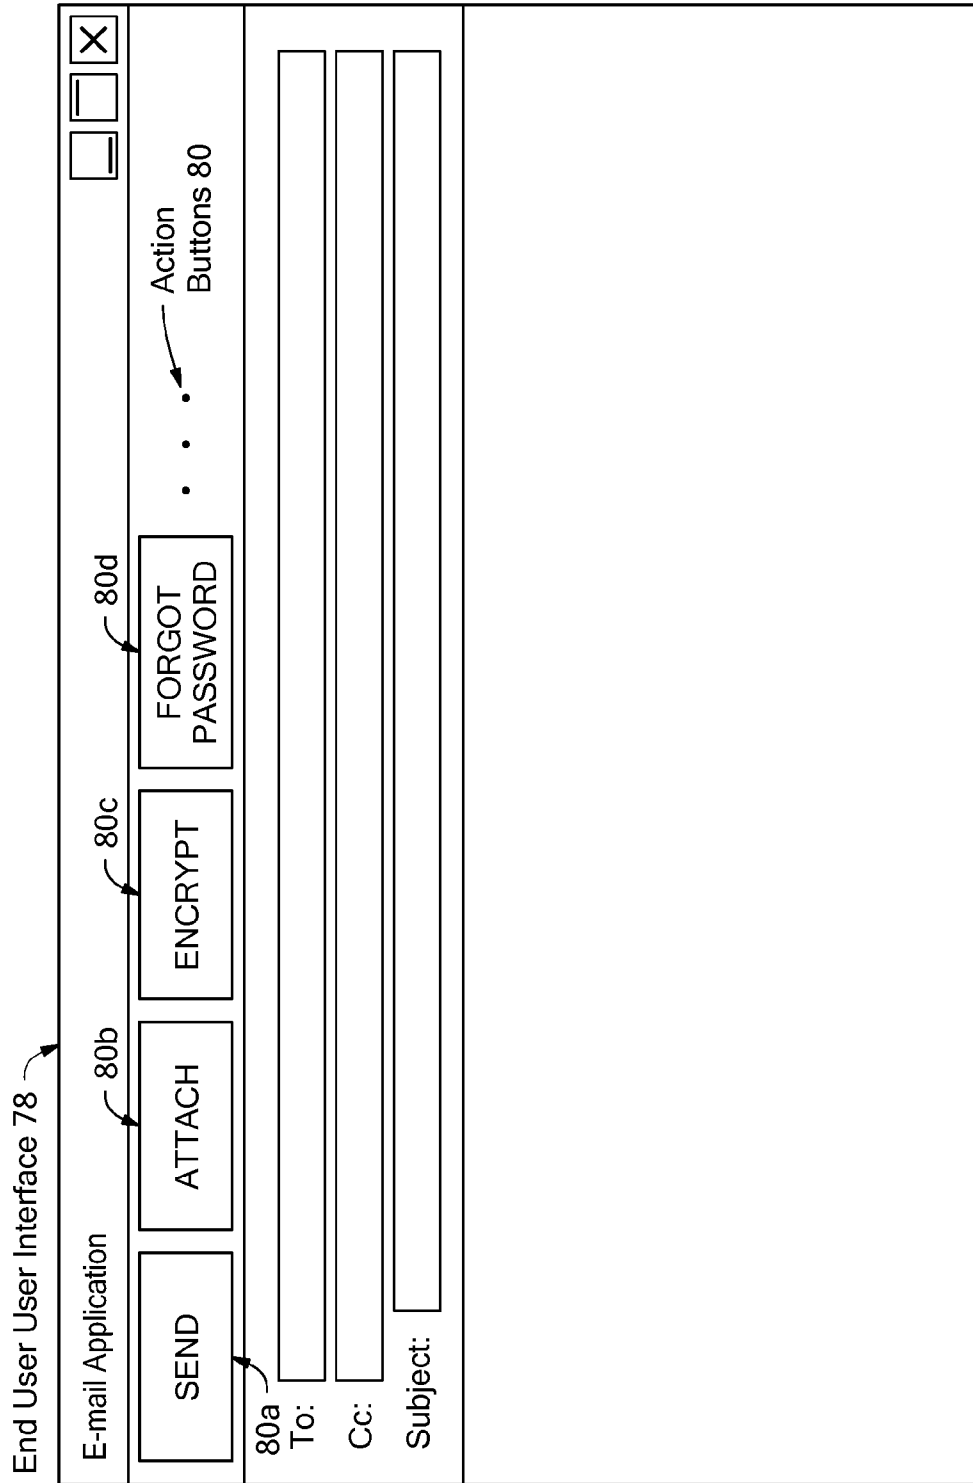 End User User Interface 78
E-mail Application
80b
80c
80d
SEND
ATTACH
ENCRYPT
FORGOT
PASSWORD
Action
Buttons 80
80a
To:
Cc:
Subject: